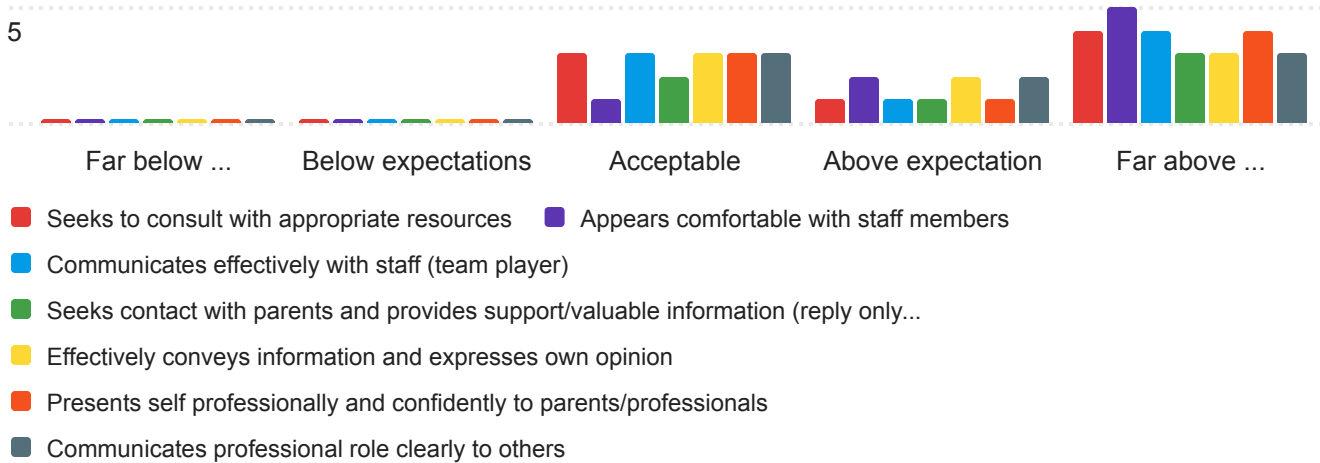 5
Far below ... Below expectations Acceptable Above expectation Far above ...
Seeks to consult with appropriate resources Appears comfortable with staff members
Communicates effectively with staff (team player)
Seeks contact with parents and provides support/valuable information (reply only...
Effectively conveys information and expresses own opinion
Presents self professionally and confidently to parents/professionals
Communicates professional role clearly to others